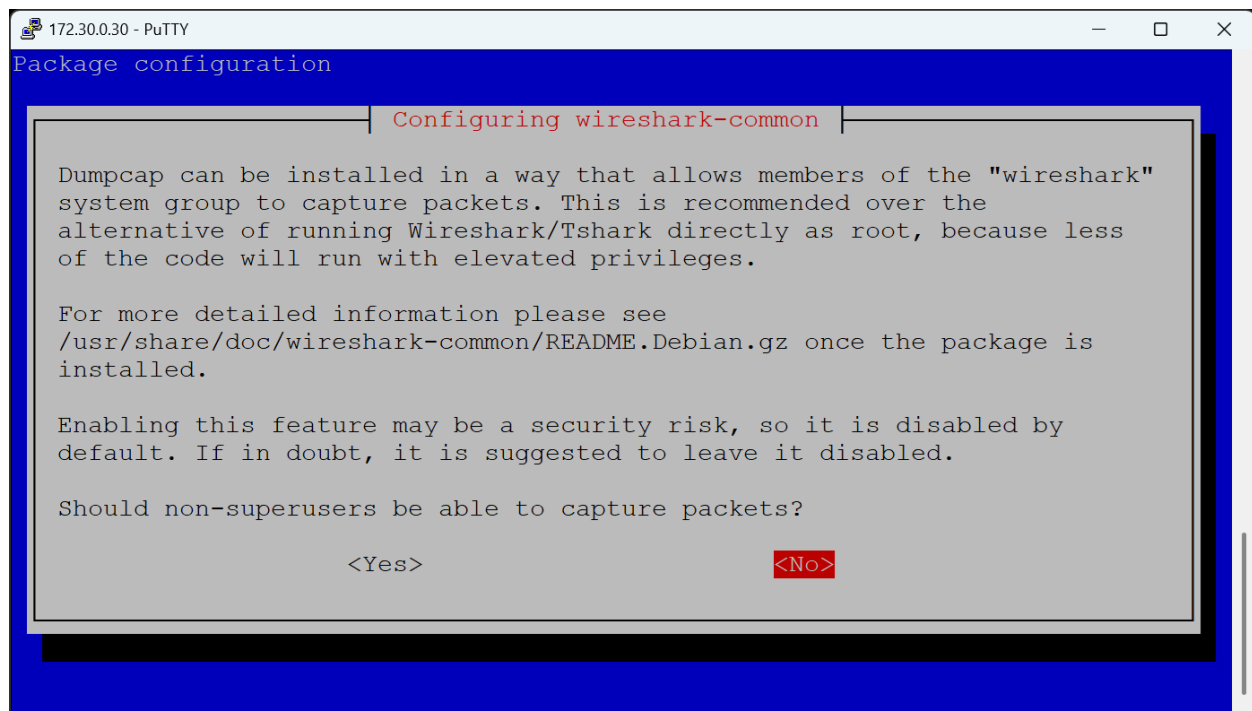 172.30.0.30 - PuTTY
Package configuration
Configuring wireshark-common
Dumpcap can be installed in a way that allows members of the "wireshark"
system group to capture packets. This is recommended over the
alternative of running Wireshark/Tshark directly as root, because less
of the code will run with elevated privileges.
For more detailed information please see
/usr/share/doc/wireshark-common/README.Debian.gz once the package is
installed.
Enabling this feature may be a security risk, so it is disabled by
default. If in doubt, it is suggested to leave it disabled.
Should non-superusers be able to capture packets?
<Yes> <No>